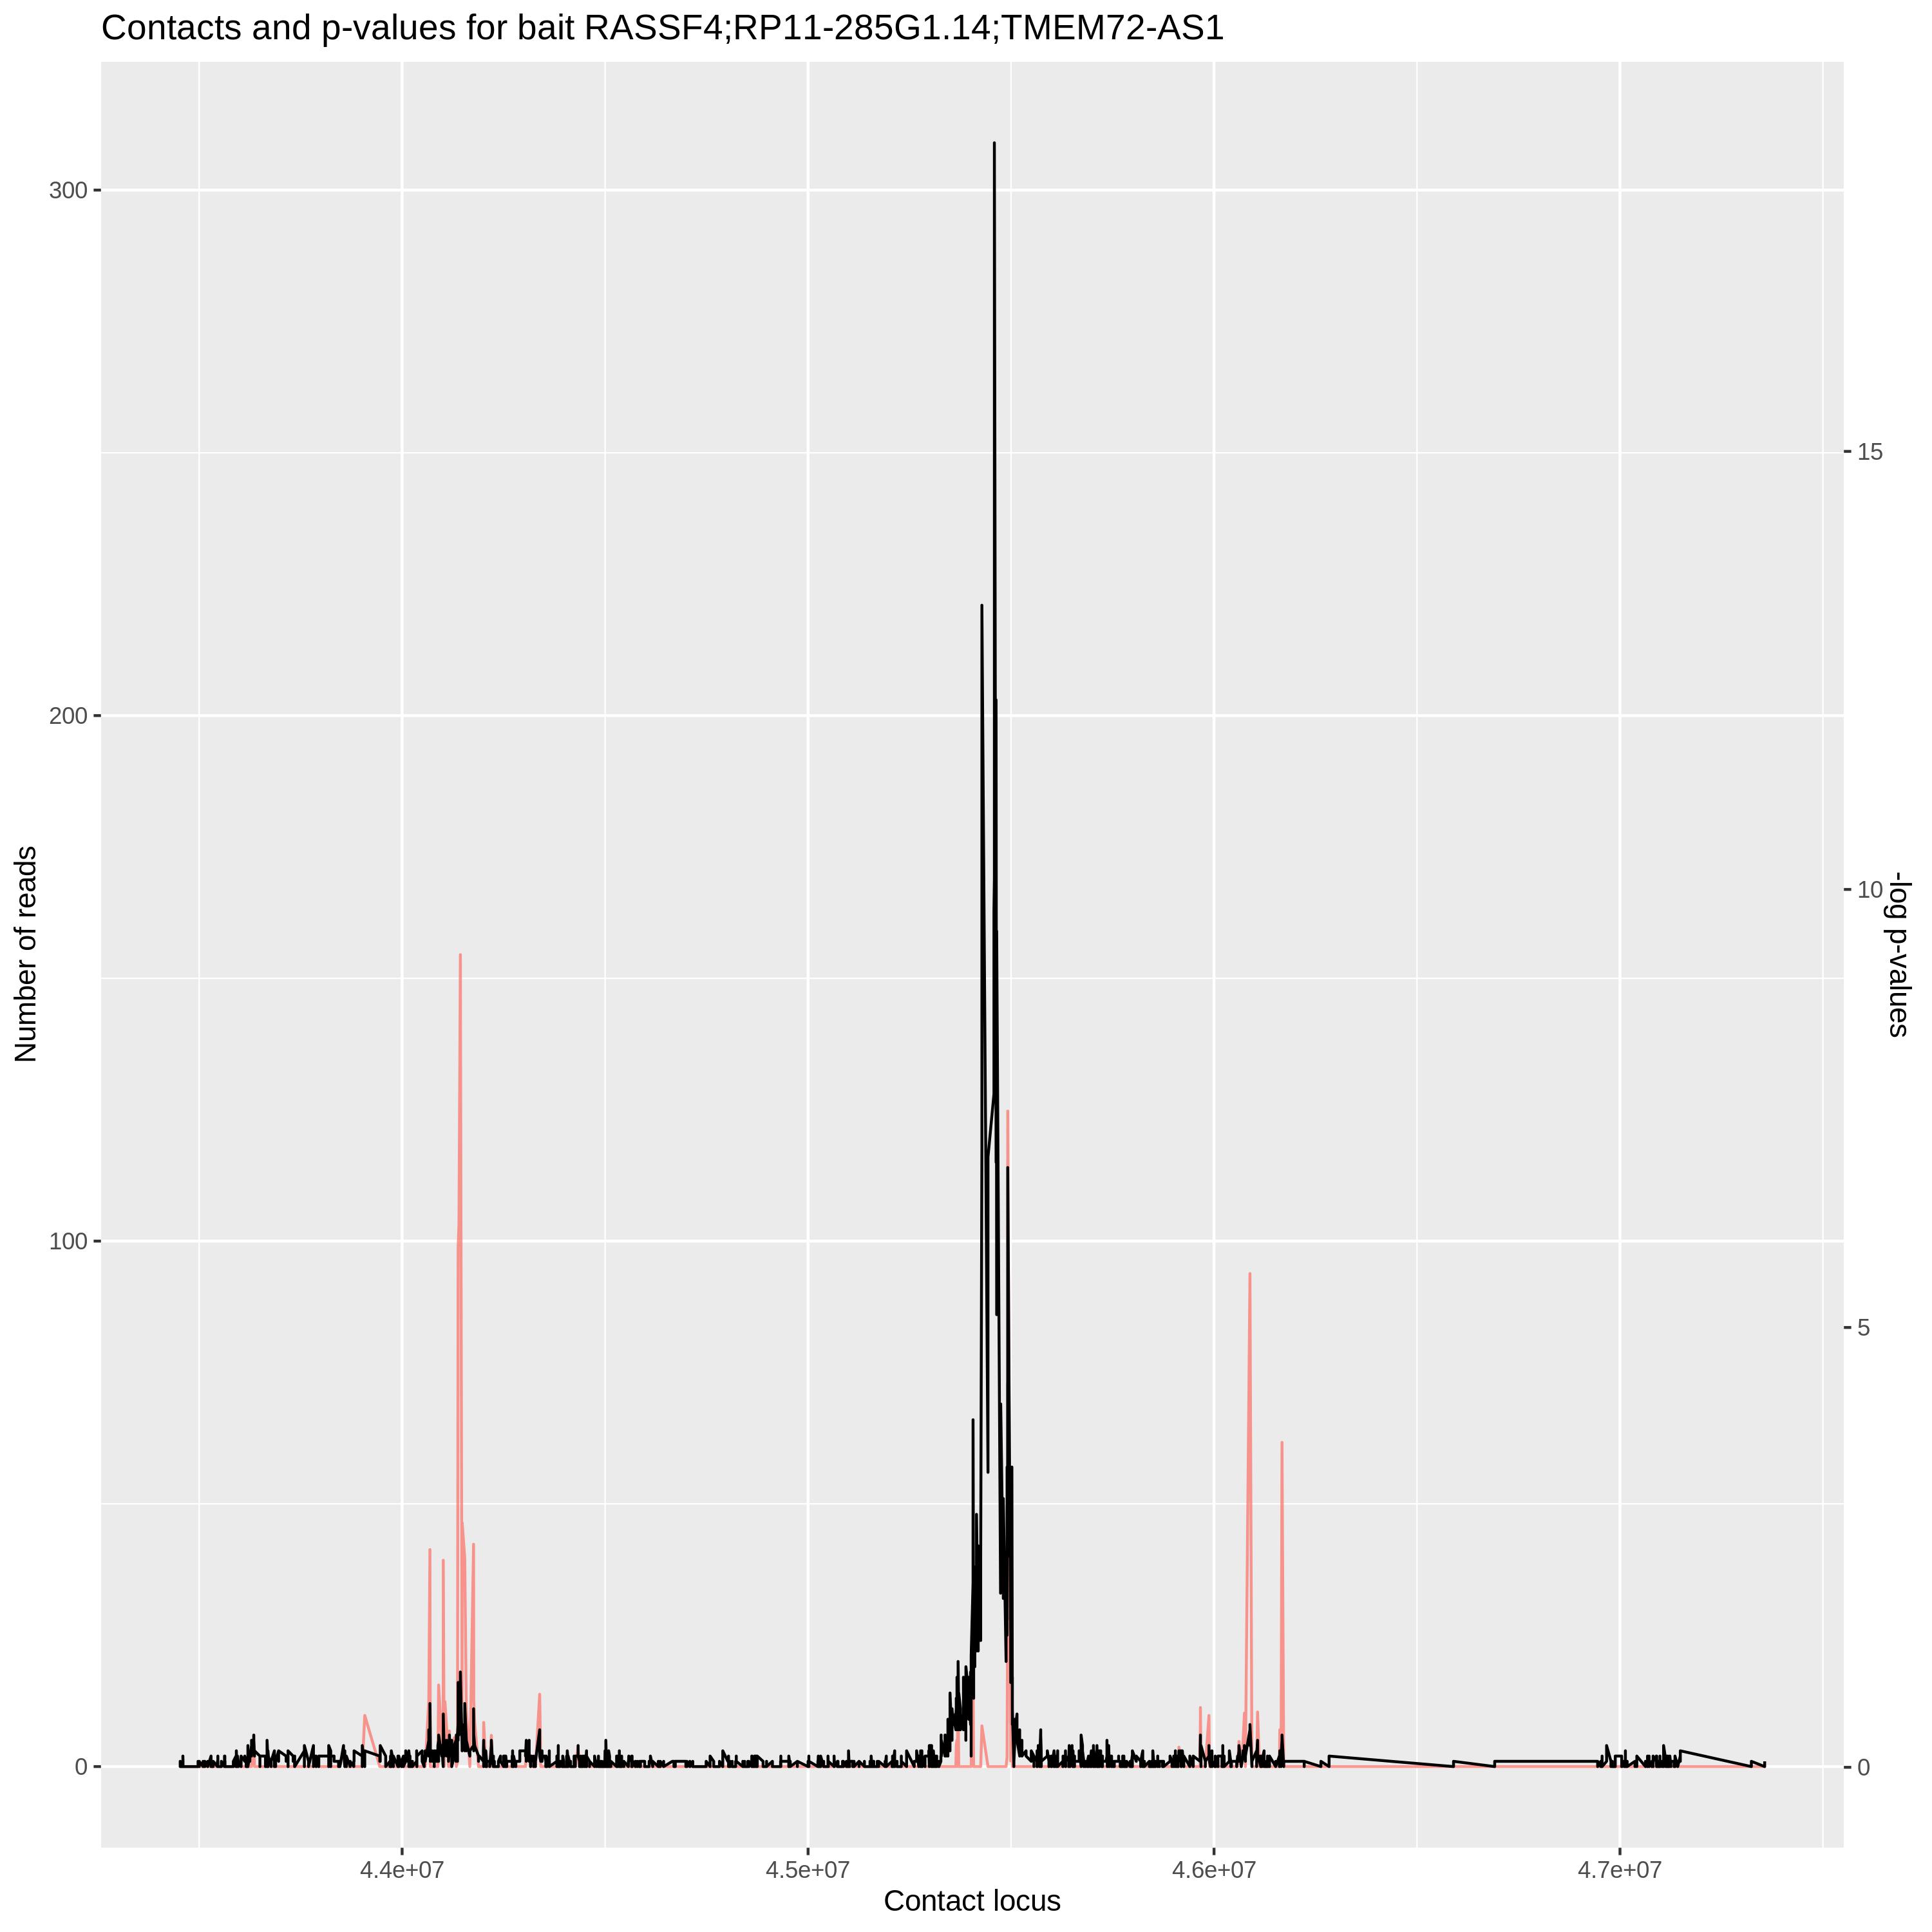 Contacts and p-values for bait RASSF4;RP11-285G1.14;TMEM72-AS1
300
200
100
0
Number of reads
15
10
5
0
-log p-values
4.4e+07
4.5e+07
4.6e+07
4.7e+07
Contact locus